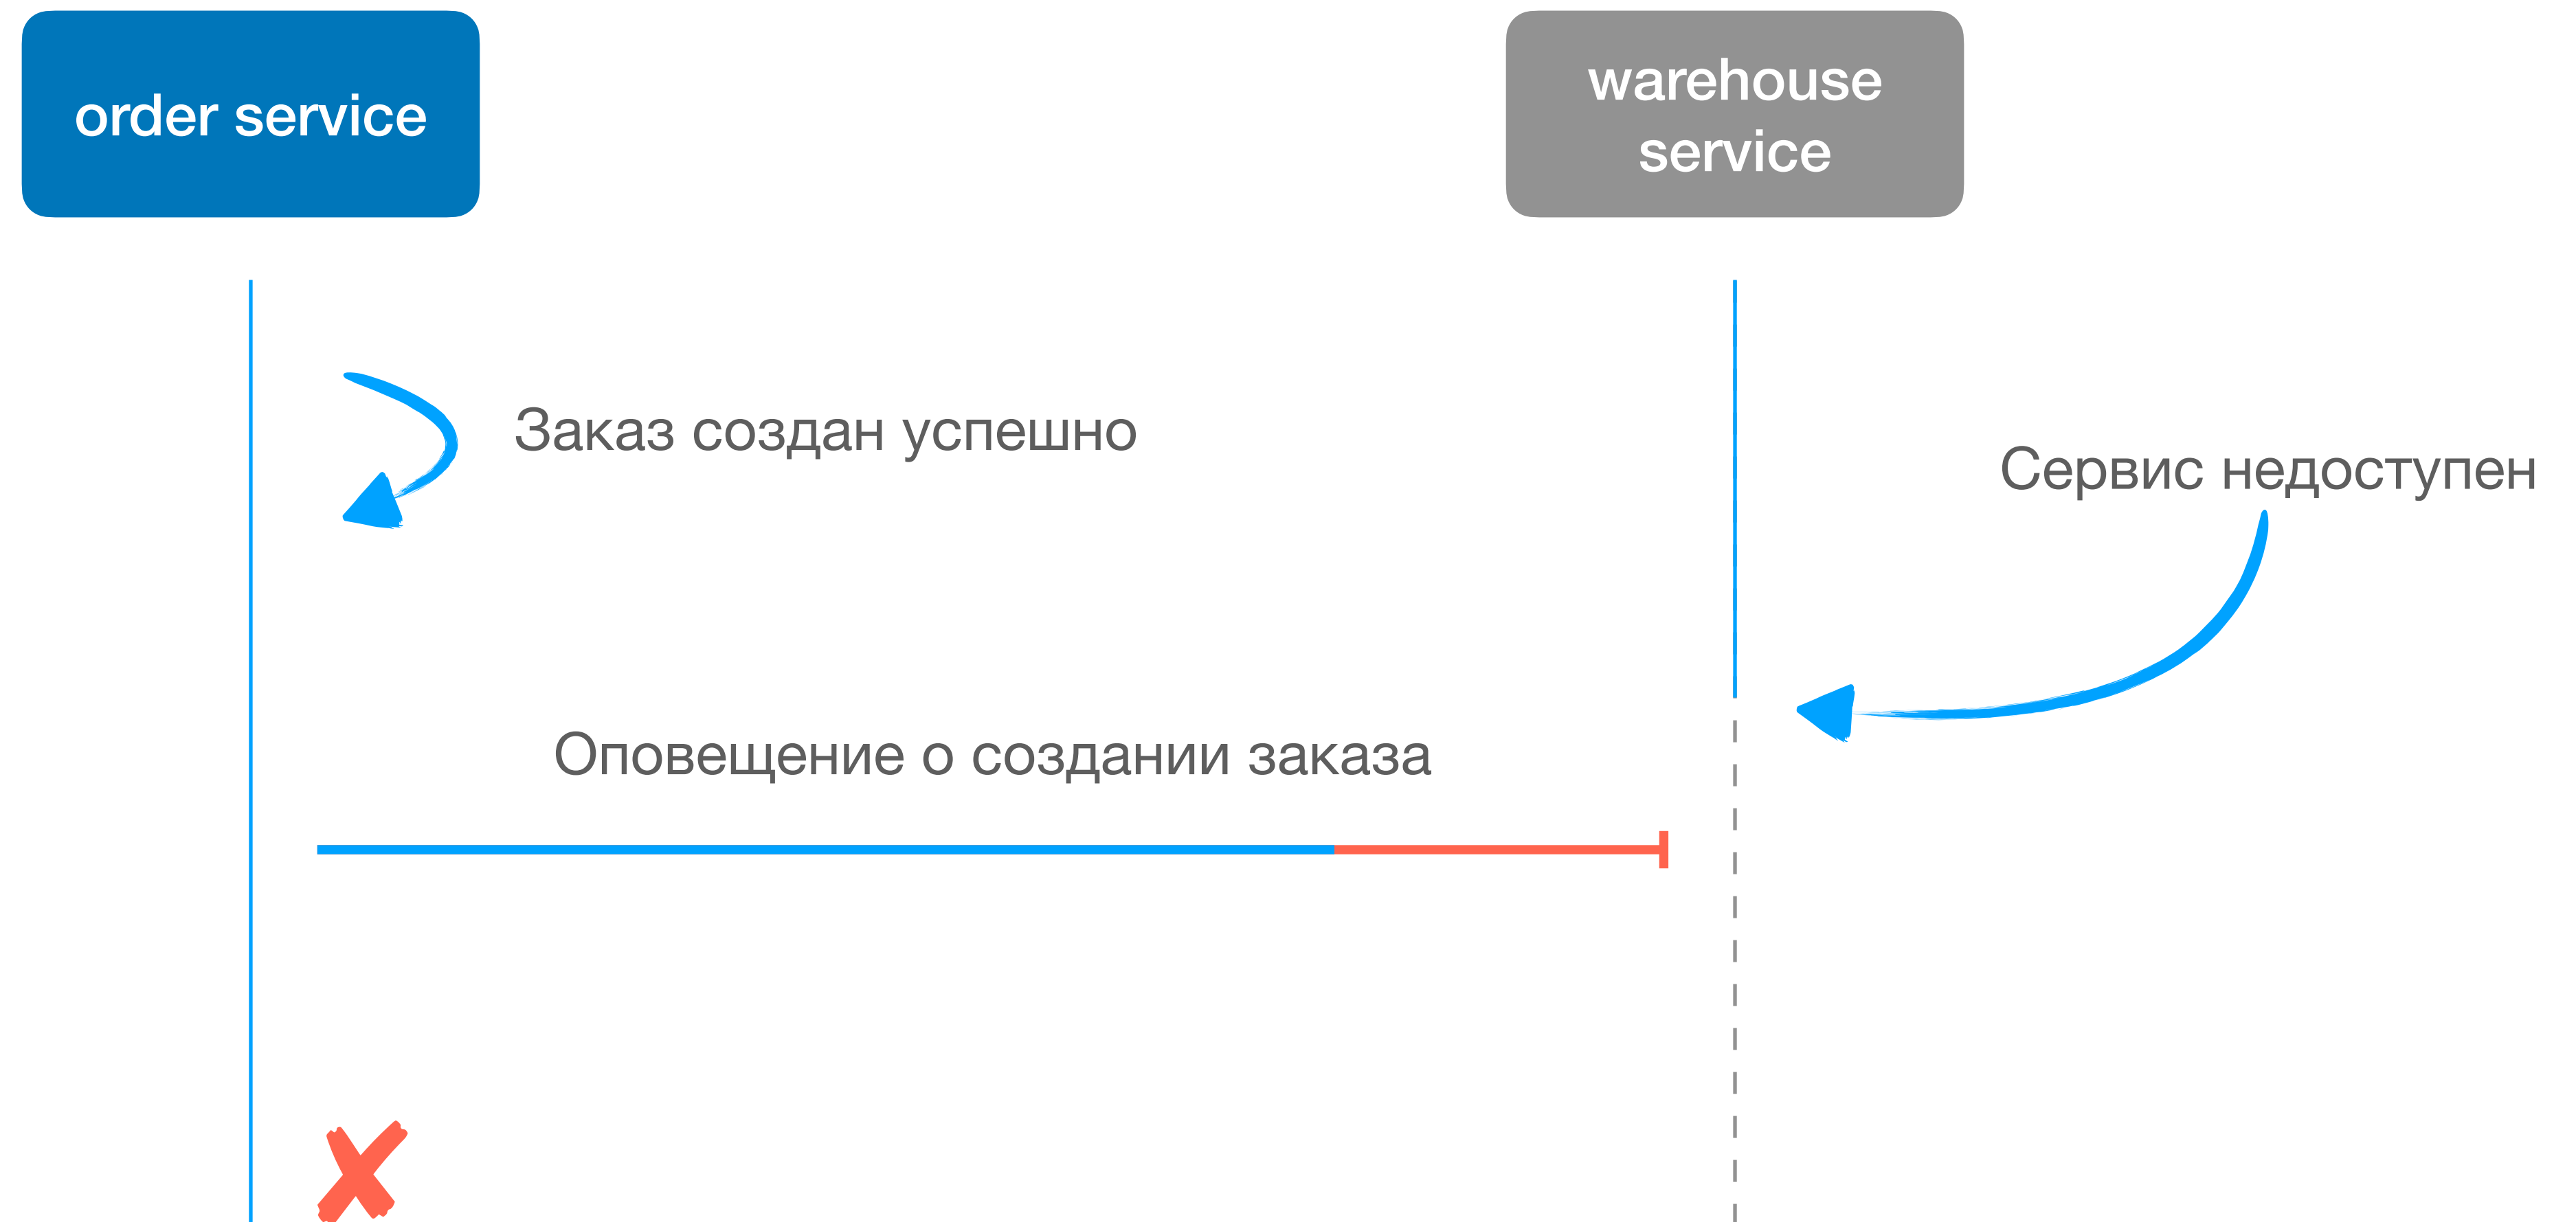 order service
warehouse
service
Заказ создан успешно
Сервис недоступен
Оповещение о создании заказа